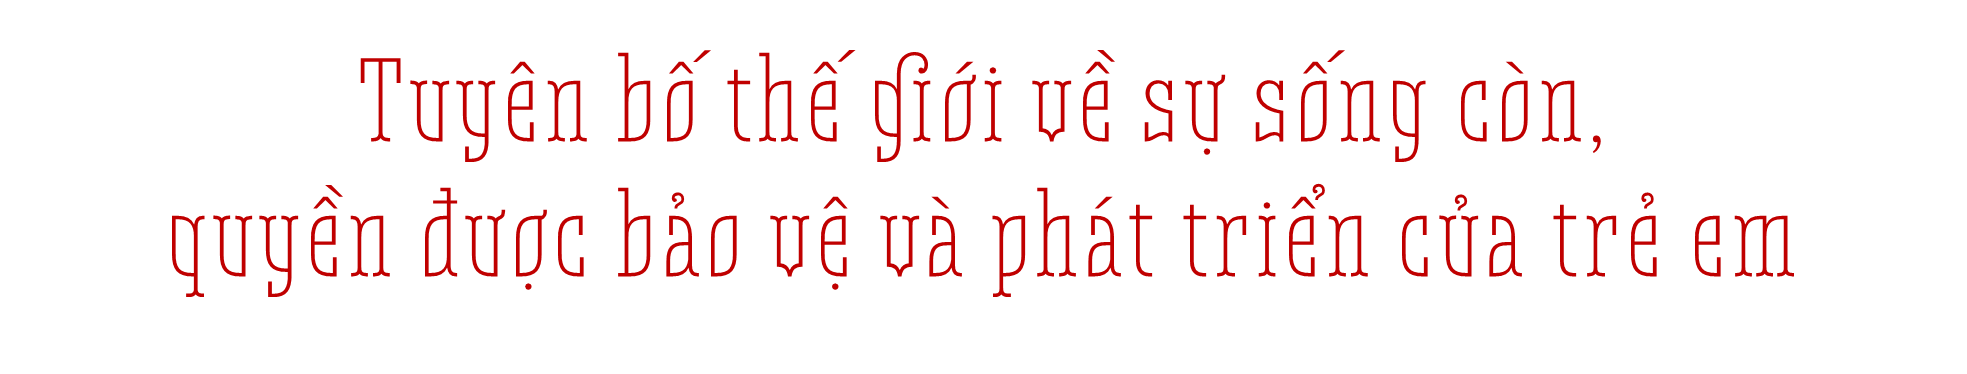 Tuyên bố thế giới về sự sống còn,
quyền được bảo vệ và phát triển của trẻ em